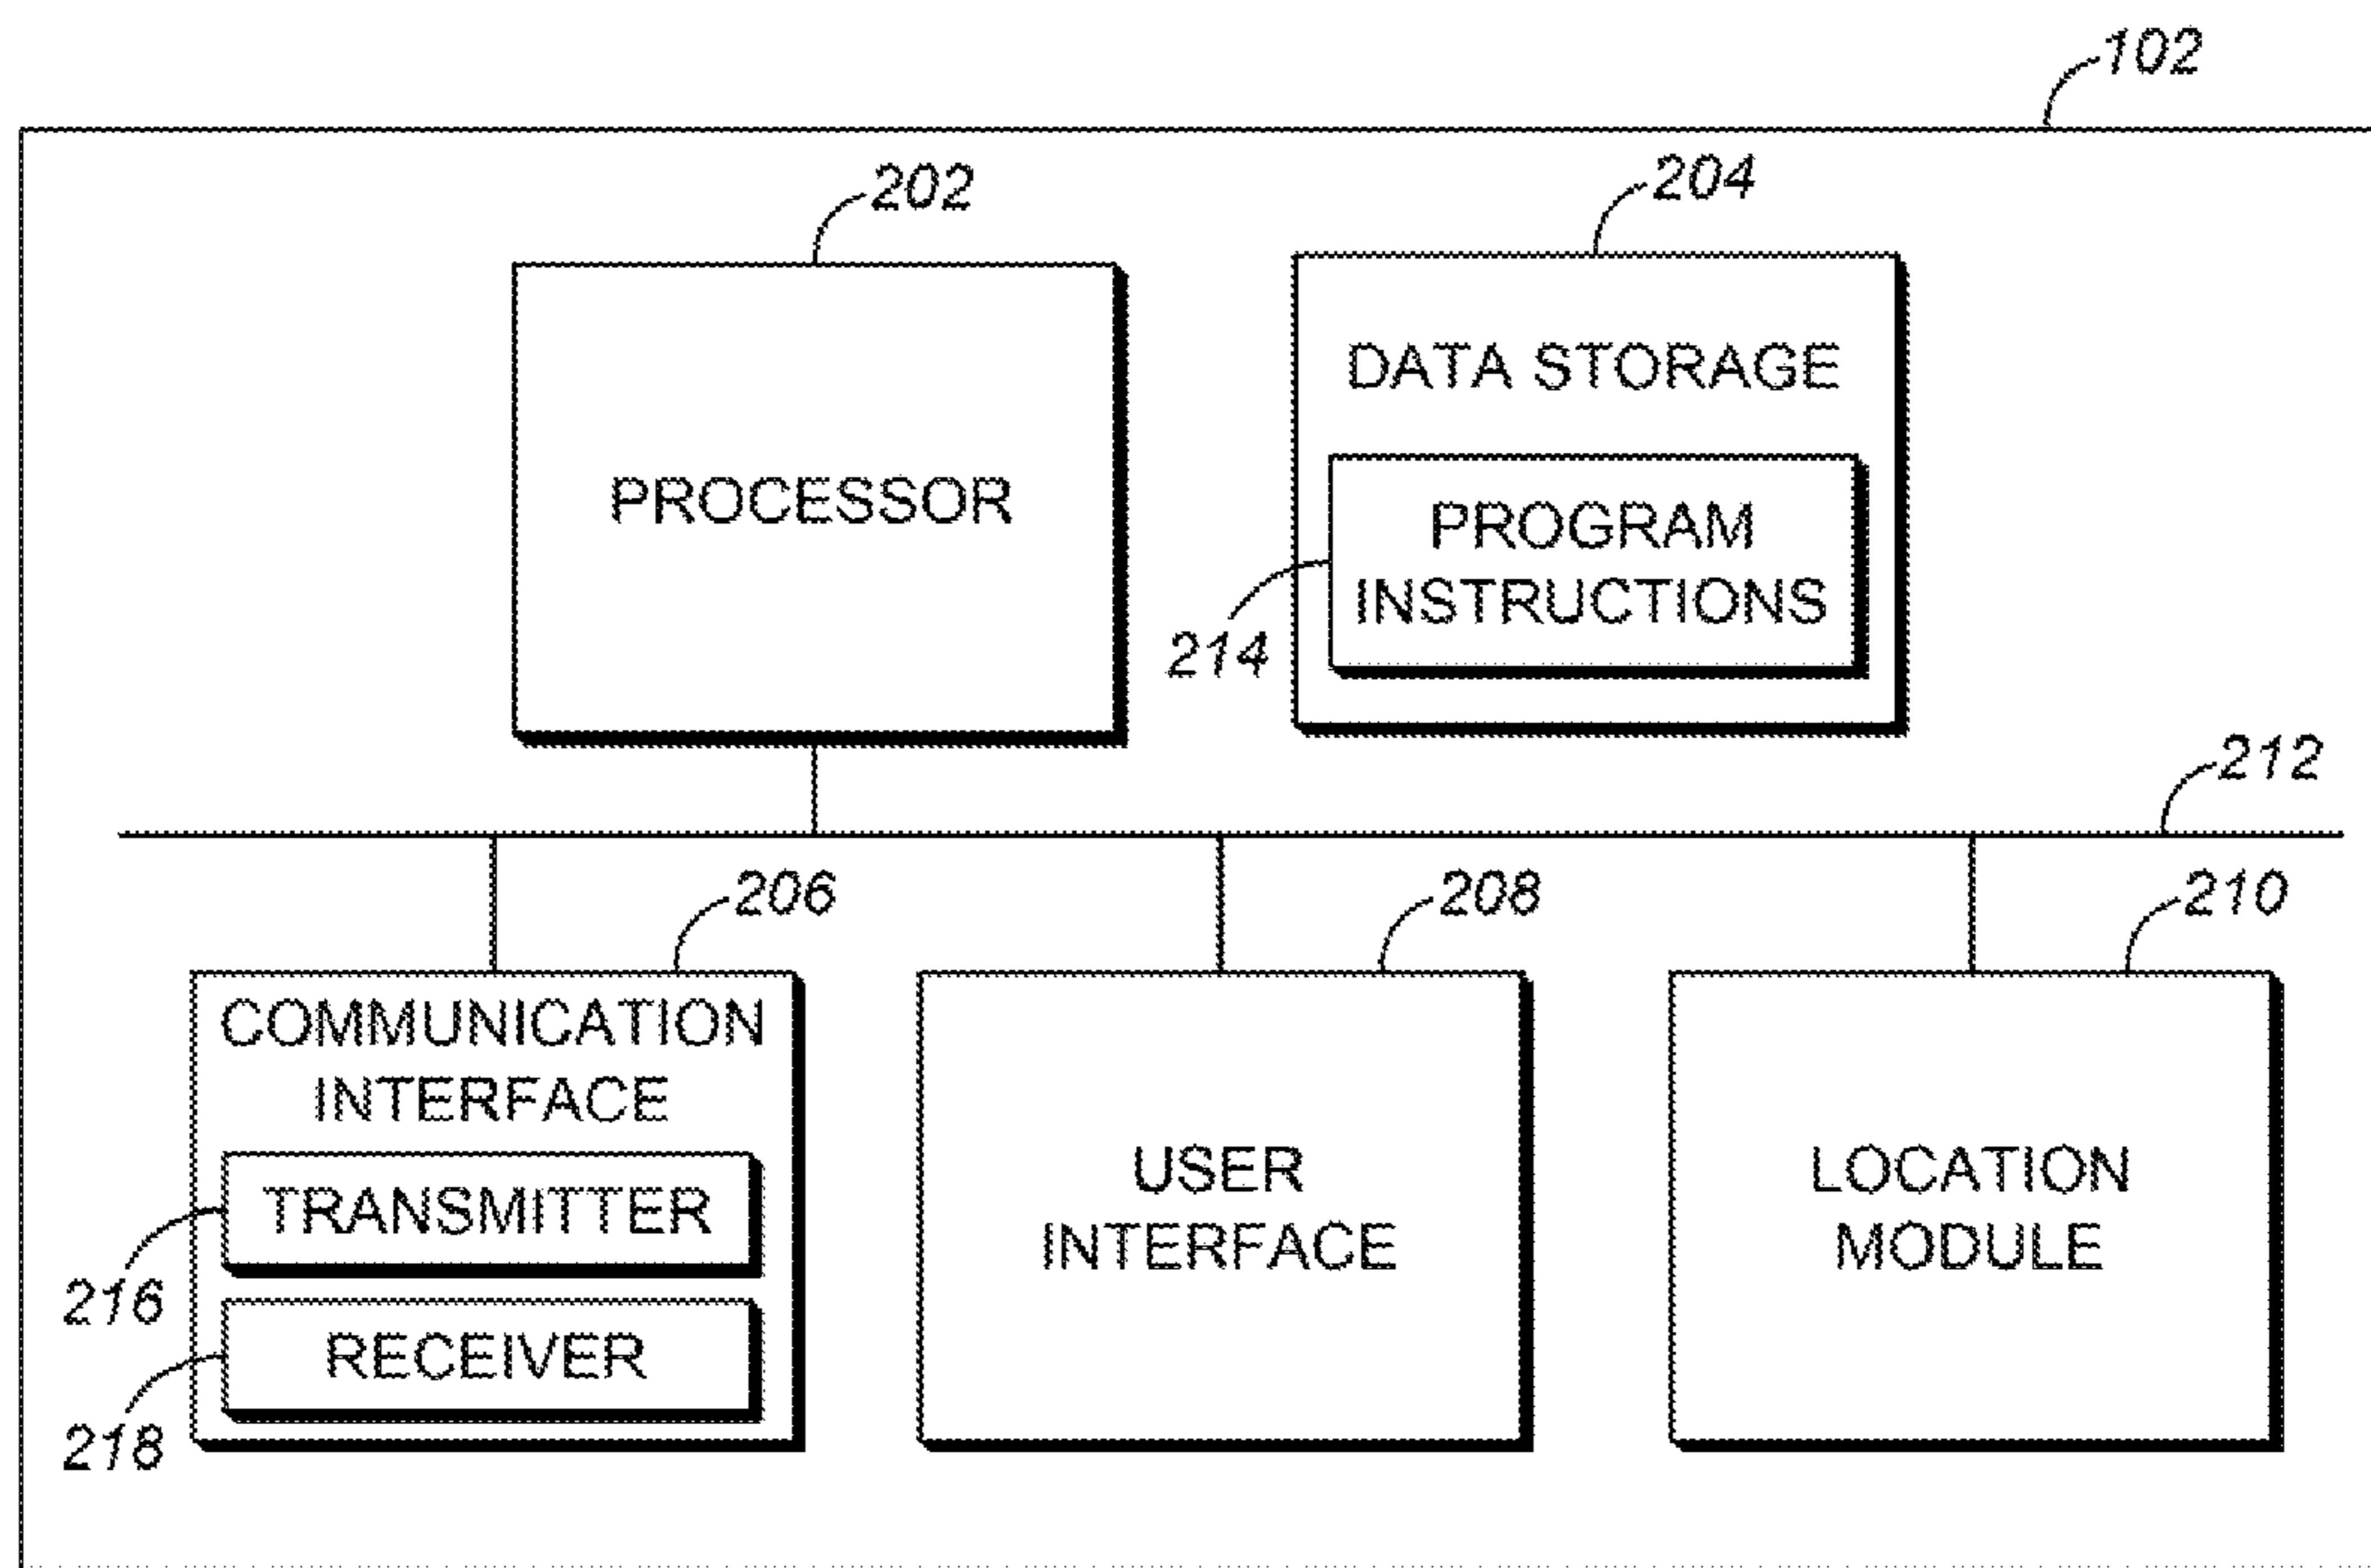 102
202
204
PROCESSOR
DATA STORAGE
PROGRAM
INSTRUCTIONS
214
212
206
208
210
COMMUNICATION
INTERFACE
TRANSMITTER
216
RECEIVER
218
USER
INTERFACE
LOCATION
MODULE